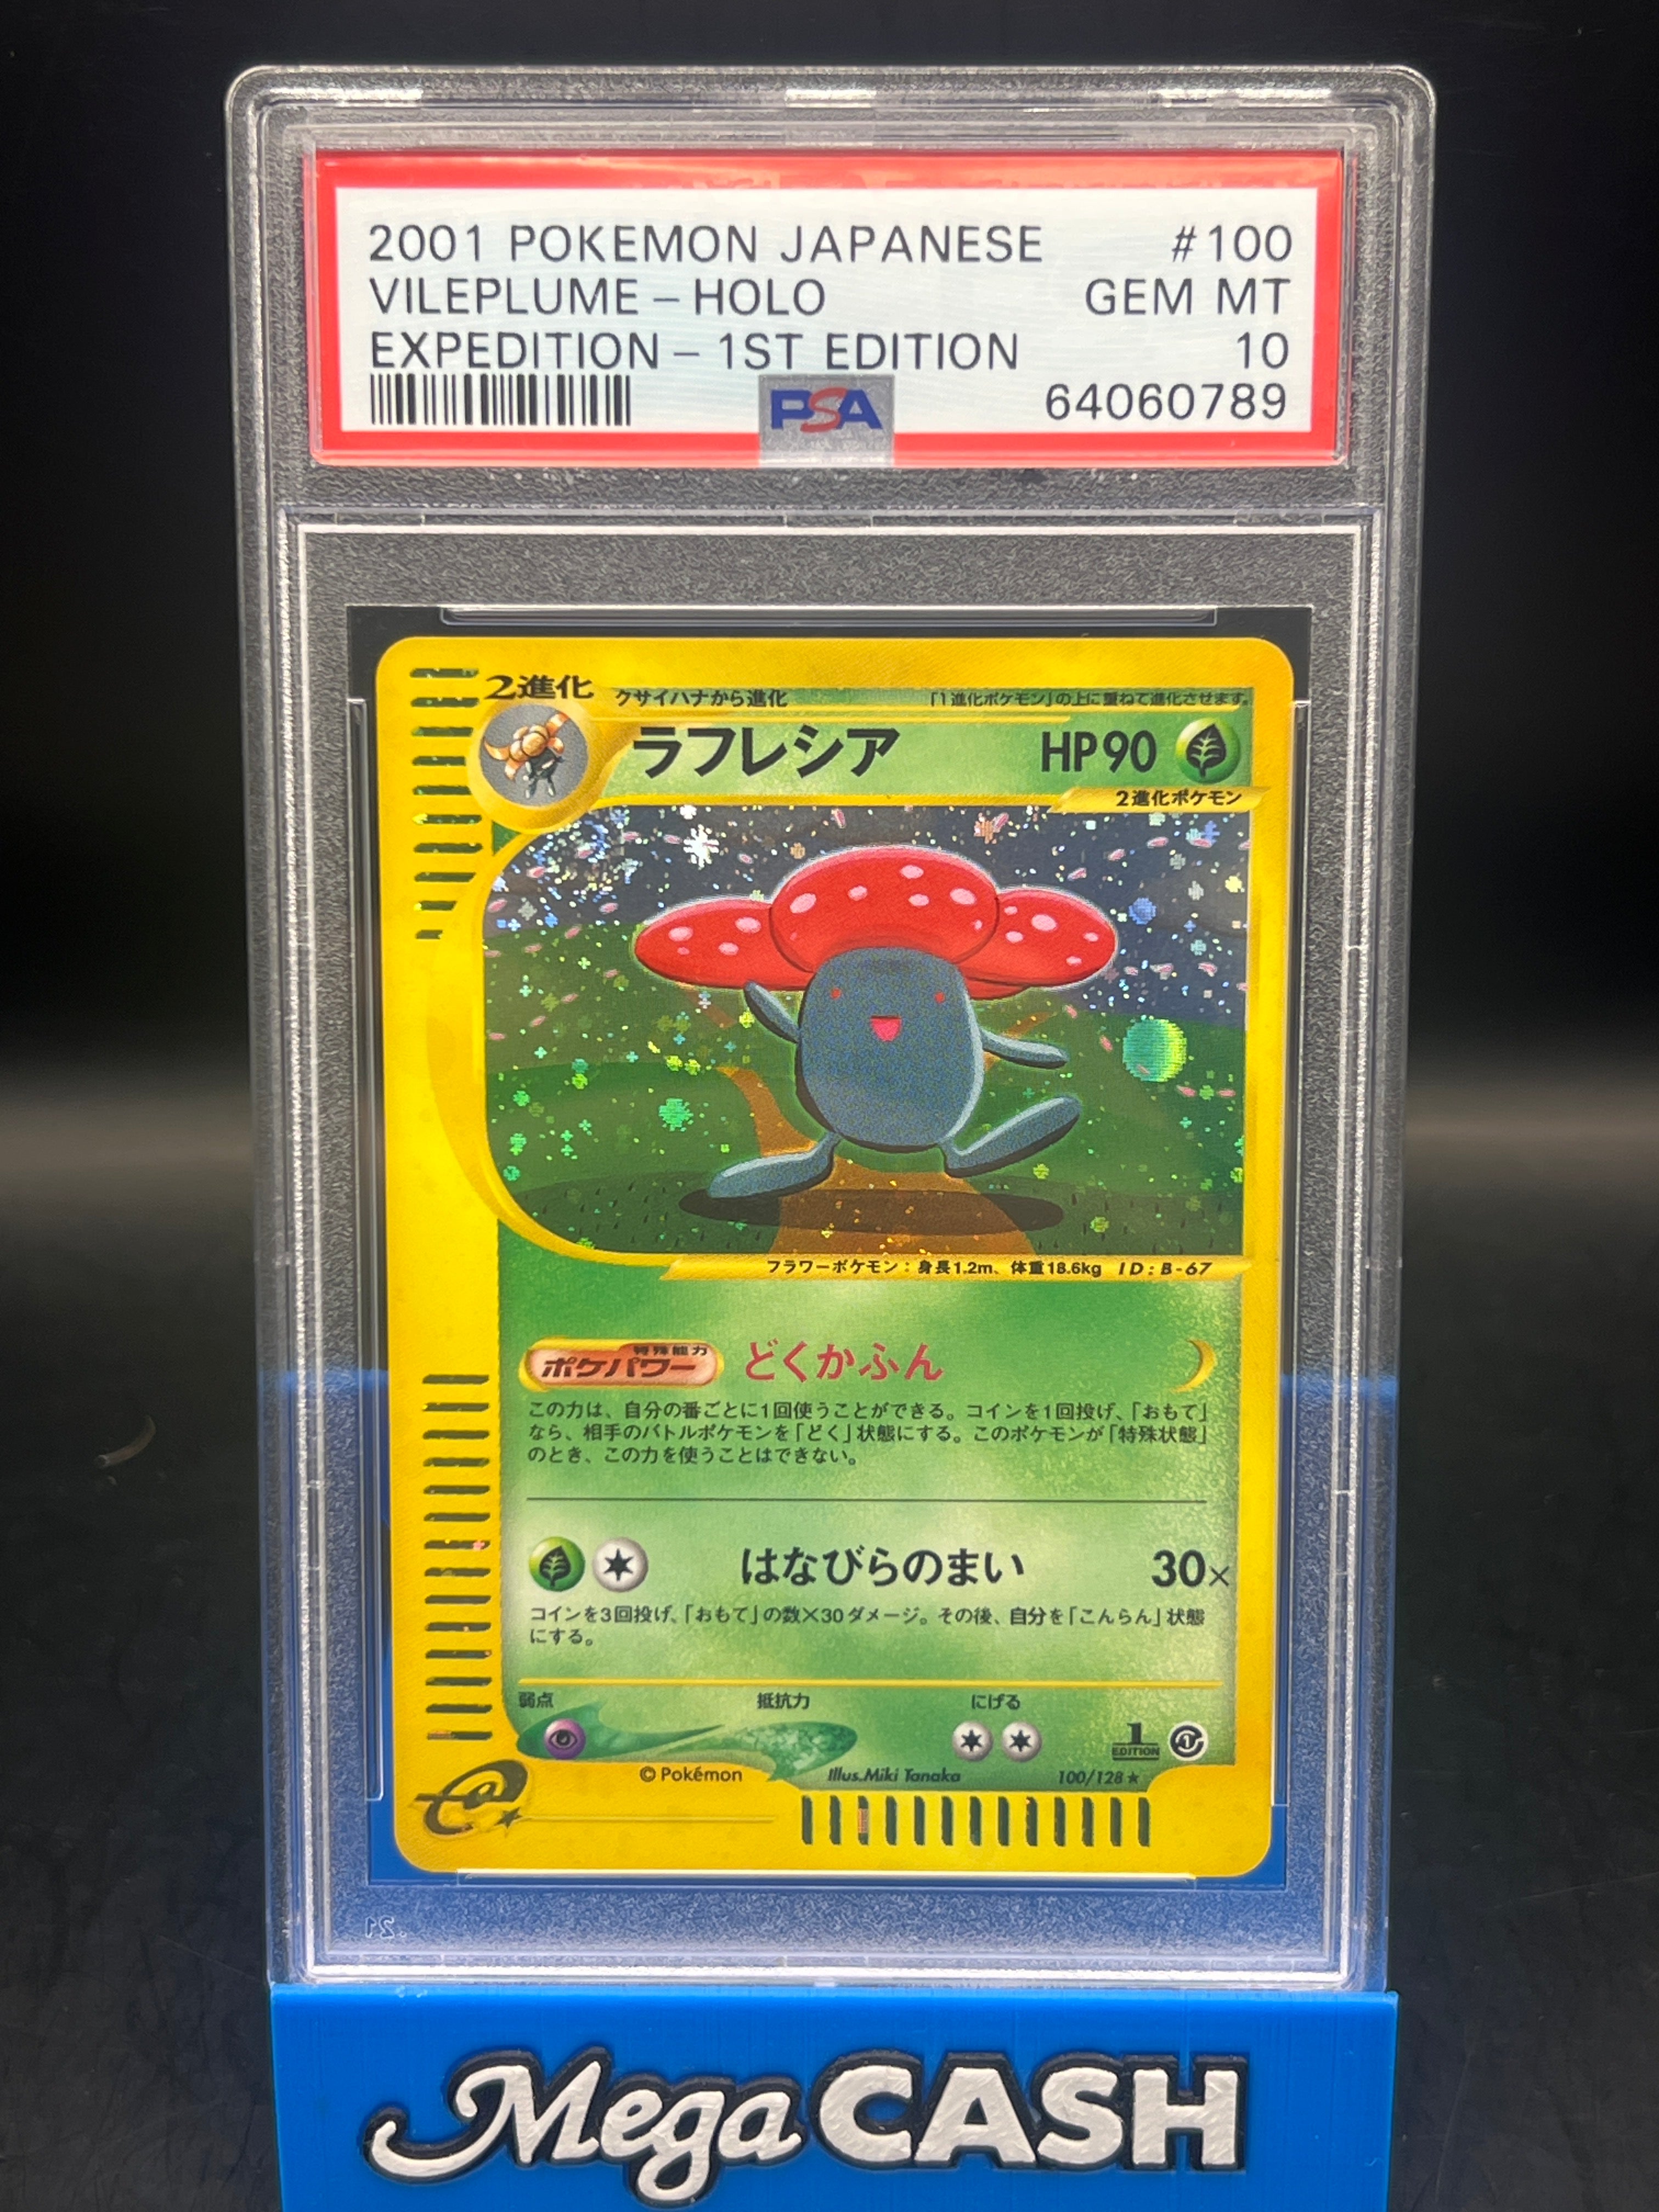 2001 POKEMON JAPANESE #100
VILEPLUME - HOLO GEM MT
EXPEDITION - 1ST EDITION 10
PSA 64060789
2進化 クサイハナから進化 「1進化ポケモン」の上に重ねて進化させます。
ラフレシア HP90
2進化ポケモン
フラワーポケモン：身長1.2m、体重18.6kg ID:B-67
特殊能力
ポケパワー どくかふん
この力は、自分の番ごとに1回使うことができる。コインを1回投げ、「おもて」
なら、相手のバトルポケモンを「どく」状態にする。このポケモンが「特殊状態」
のとき、この力を使うことはできない。
はなびらのまい 30×
コインを3回投げ、「おもて」の数×30ダメージ。その後、自分を「こんらん」状態
にする。
弱点 抵抗力 にげる
1 EDITION
© Pokémon Illus.Miki Tanaka 100/128 ★
e
21
Mega CASH